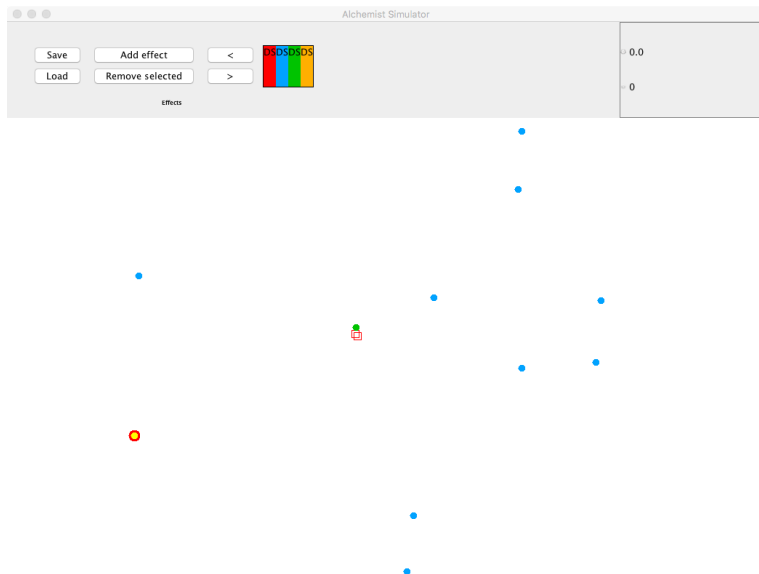 Alchemist Simulator
Save Add effect < DSDSDSDS 0.0
Load Remove selected > 0
Effects